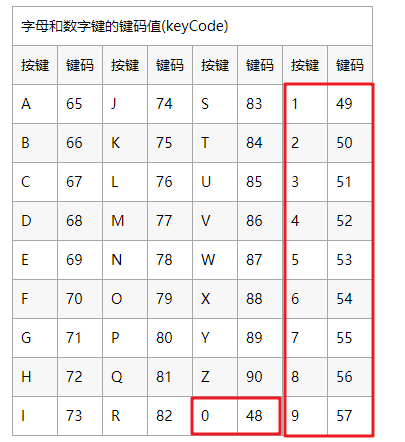 字母和数字键的键码值(keyCode)
按键 键码 按键 键码 按键 键码 按键 键码
A 65 J 74 S 83 1 49
B 66 K 75 T 84 2 50
C 67 L 76 U 85 3 51
D 68 M 77 V 86 4 52
E 69 N 78 W 87 5 53
F 70 O 79 X 88 6 54
G 71 P 80 Y 89 7 55
H 72 Q 81 Z 90 8 56
I 73 R 82 0 48 9 57